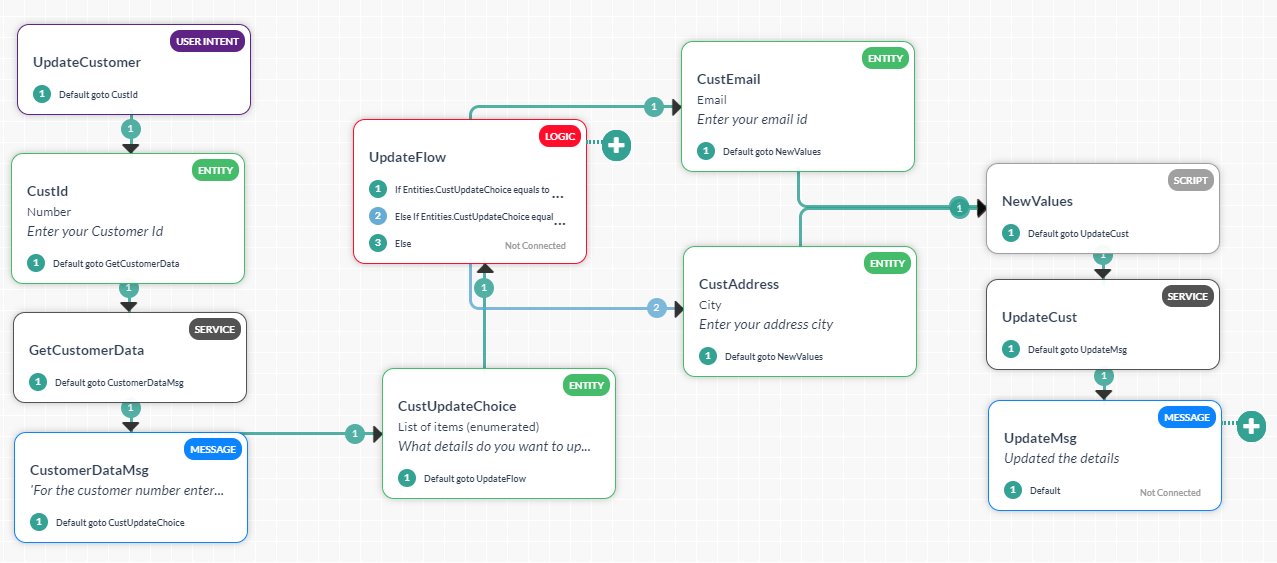 USER INTENT
UpdateCustomer
1 Default goto CustId
1
ENTITY
CustId
Number
Enter your Customer Id
1 Default goto GetCustomerData
1
SERVICE
GetCustomerData
1 Default goto CustomerDataMsg
1
MESSAGE
CustomerDataMsg
'For the customer number enter...
1 Default goto CustUpdateChoice
1
ENTITY
CustUpdateChoice
List of items (enumerated)
What details do you want to up...
1 Default goto UpdateFlow
1
LOGIC
UpdateFlow
1 If Entities.CustUpdateChoice equals to ...
2 Else If Entities.CustUpdateChoice equal ...
3 Else Not Connected
1
ENTITY
CustEmail
Email
Enter your email id
1 Default goto NewValues
2
ENTITY
CustAddress
City
Enter your address city
1 Default goto NewValues
1
SCRIPT
NewValues
1 Default goto UpdateCust
1
SERVICE
UpdateCust
1 Default goto UpdateMsg
1
MESSAGE
UpdateMsg
Updated the details
1 Default Not Connected